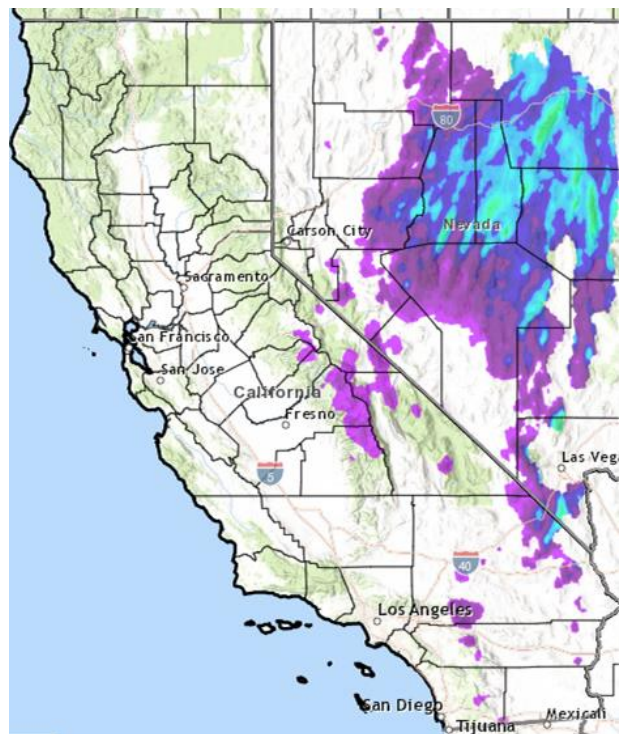 80
Nevada
Carson City
Sacramento
San Francisco
San Jose
California
Fresno
5
Las Vega
40
Los Angeles
San Diego
Mexicali
Tijuana